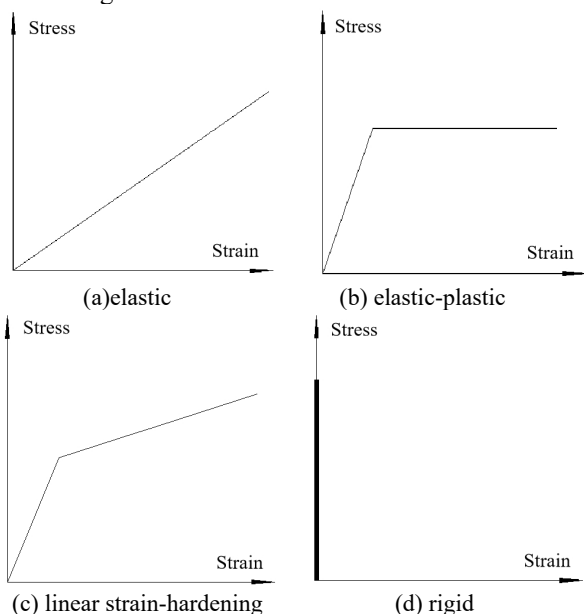 Stress
Stress
Strain
Strain
(a)elastic
(b) elastic-plastic
Stress
Stress
Strain
Strain
(c) linear strain-hardening
(d) rigid